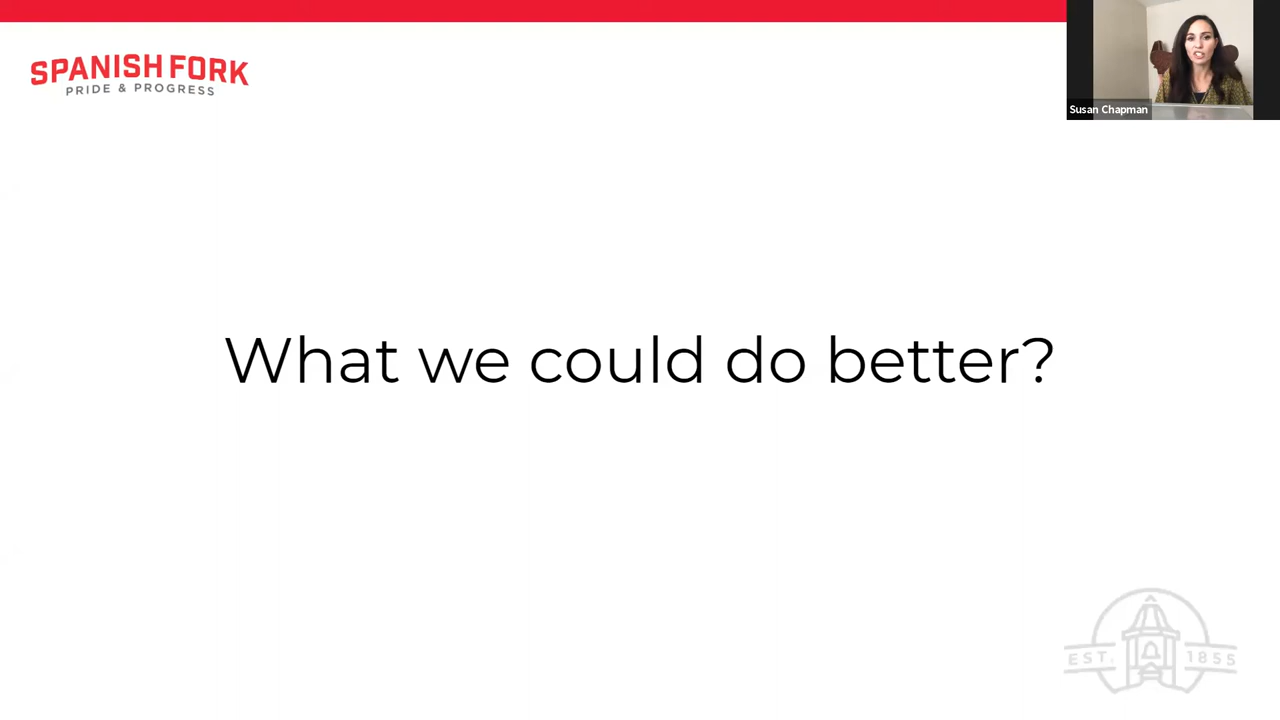 SPANISH FORK
PRIDE & PROGRESS
Susan Chapman
What we could do better?
EST. 1855